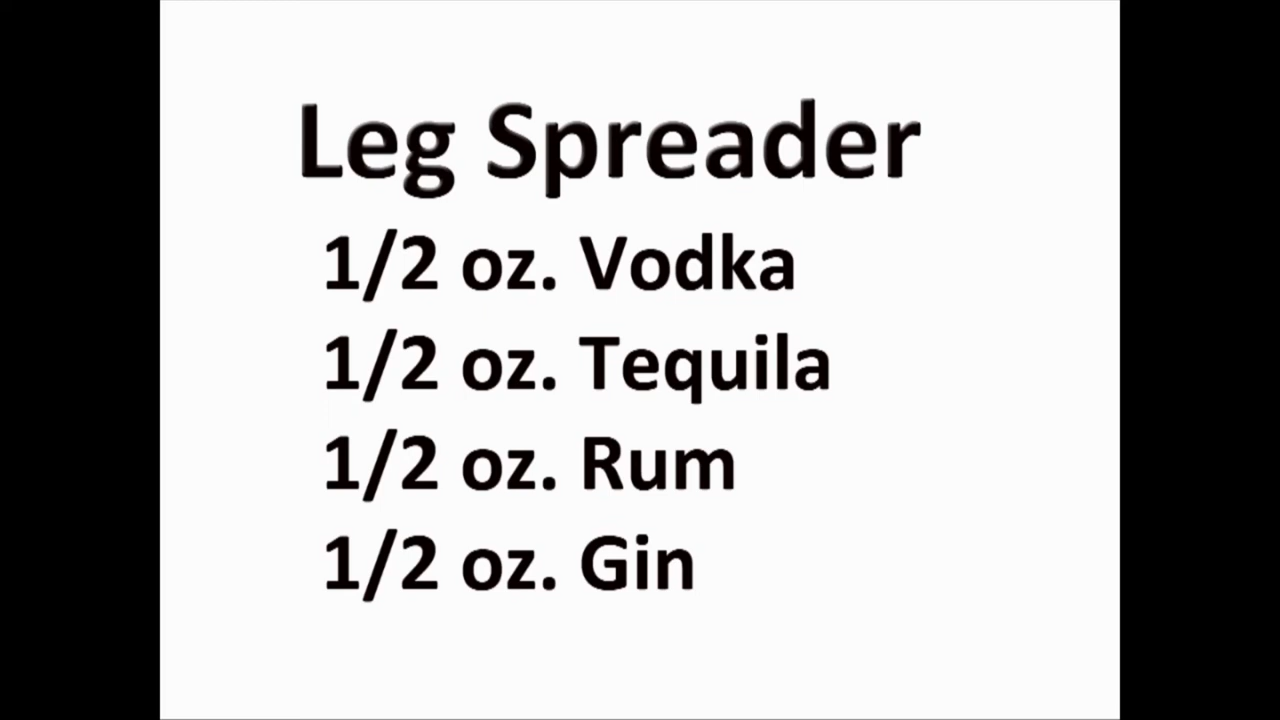 Leg Spreader
1/2 oz. Vodka
1/2 oz. Tequila
1/2 oz. Rum
1/2 oz. Gin